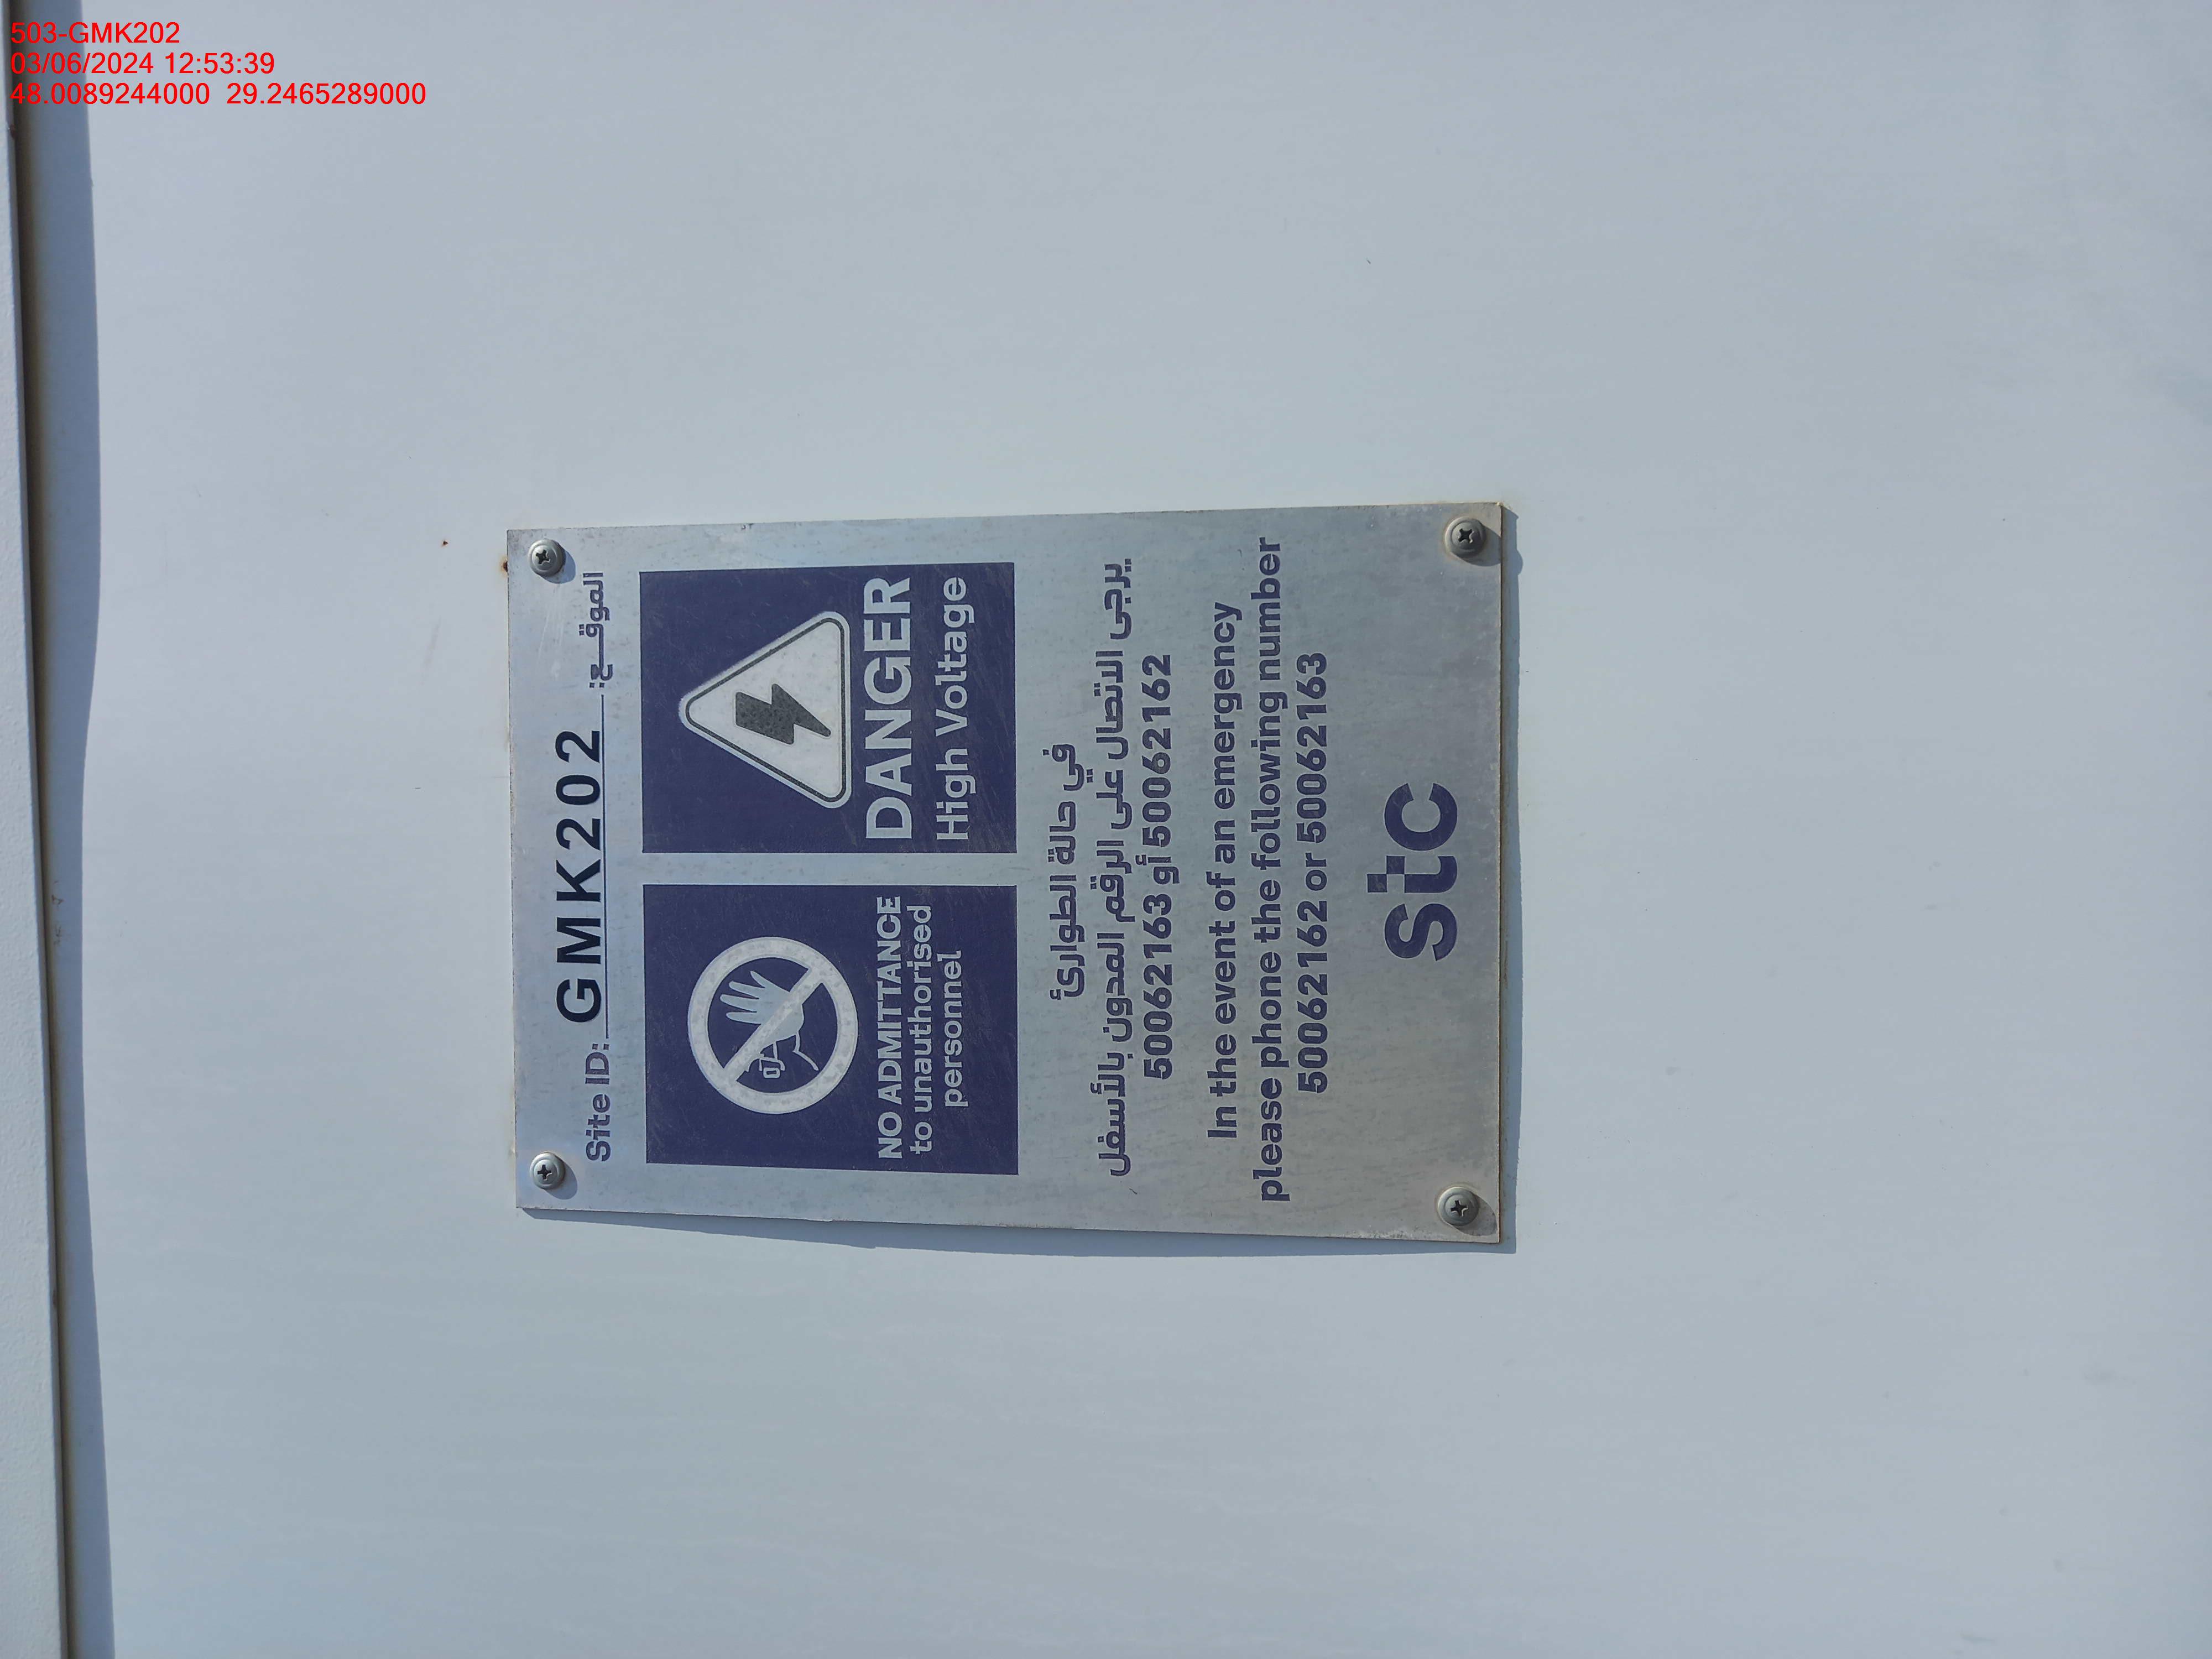 503-GMK202
03/06/2024 12:53:39
48.0089244000 29.2465289000
Site ID: GMK202 الموقـــع:
NO ADMITTANCE
to unauthorised
personnel
DANGER
High Voltage
في حالة الطوارئ
يرجى الاتصال على الرقم المدون بالأسفل
50062163 أو 50062162
In the event of an emergency
please phone the following number
50062162 or 50062163
stc